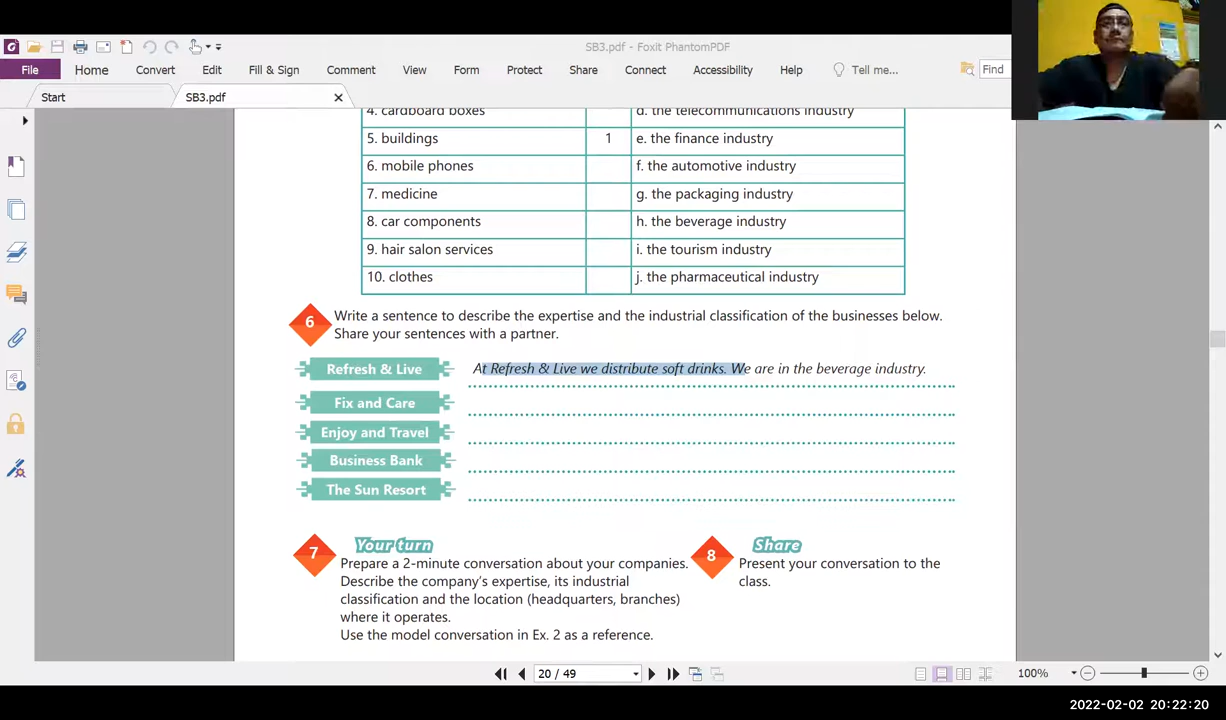 SB3.pdf - Foxit PhantomPDF
File Home Convert Edit Fill & Sign Comment View Form Protect Share Connect Accessibility Help Tell me... Find
Start SB3.pdf
4. cardboard boxes d. the telecommunications industry
5. buildings 1 e. the finance industry
6. mobile phones f. the automotive industry
7. medicine g. the packaging industry
8. car components h. the beverage industry
9. hair salon services i. the tourism industry
10. clothes j. the pharmaceutical industry
6 Write a sentence to describe the expertise and the industrial classification of the businesses below.
Share your sentences with a partner.
Refresh & Live At Refresh & Live we distribute soft drinks. We are in the beverage industry.
Fix and Care
Enjoy and Travel
Business Bank
The Sun Resort
7 Your turn
Prepare a 2-minute conversation about your companies.
Describe the company's expertise, its industrial
classification and the location (headquarters, branches)
where it operates.
Use the model conversation in Ex. 2 as a reference.
8 Share
Present your conversation to the
class.
20 / 49 100%
2022-02-02 20:22:20